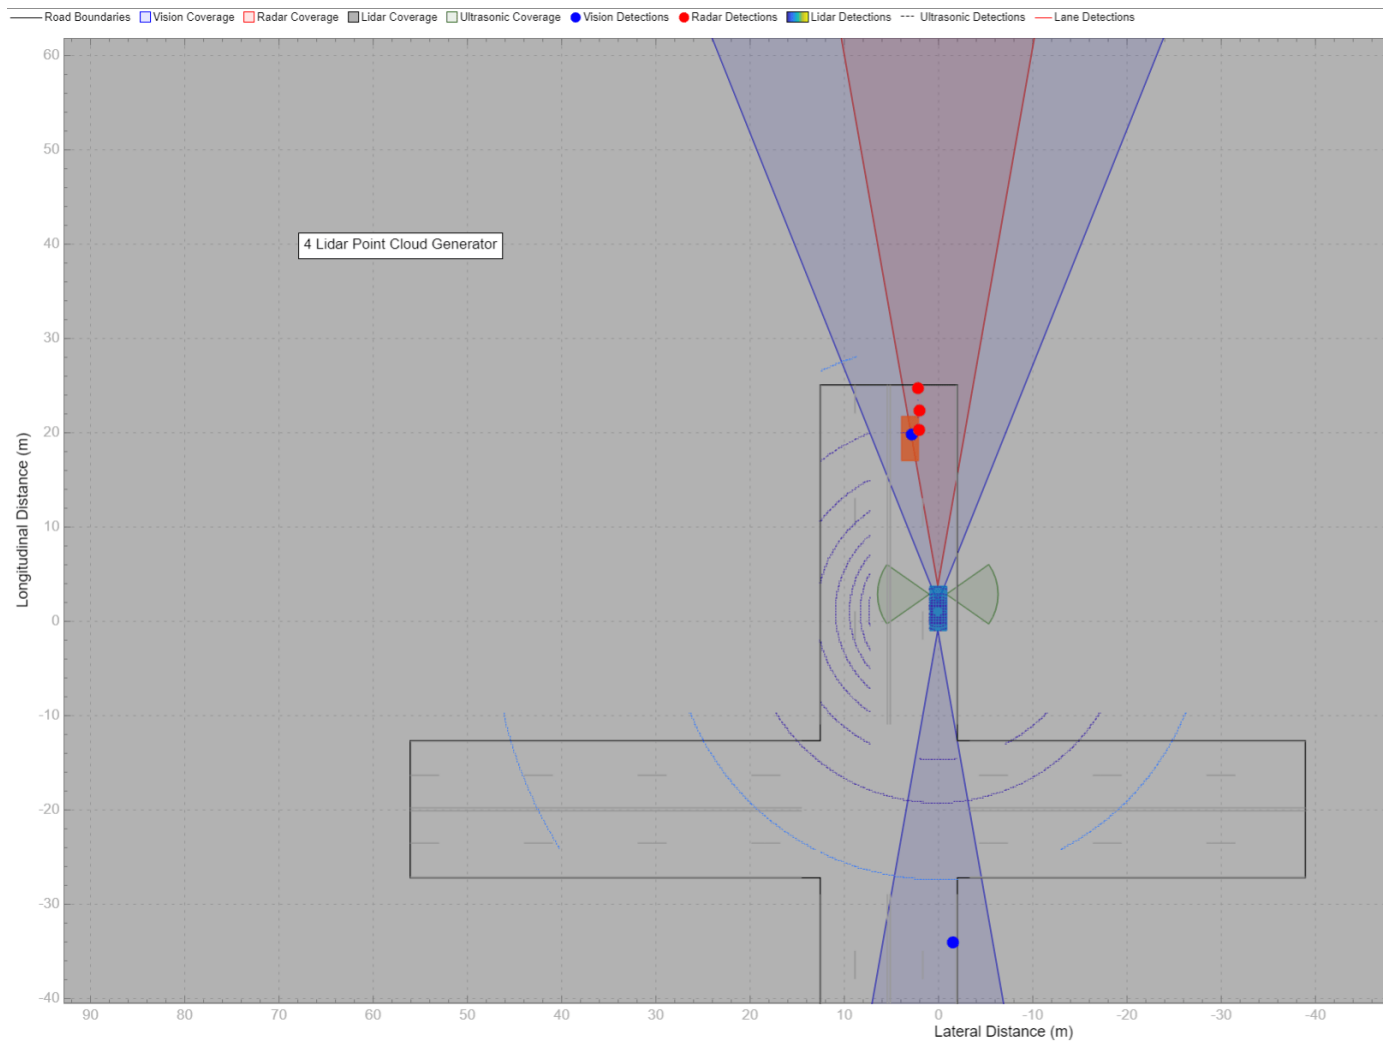 Road Boundaries Vision Coverage Radar Coverage Lidar Coverage Ultrasonic Coverage Vision Detections Radar Detections Lidar Detections Ultrasonic Detections Lane Detections
60
50
40
30
20
10
0
-10
-20
-30
-40
Longitudinal Distance (m)
4 Lidar Point Cloud Generator
90 80 70 60 50 40 30 20 10 0 -10 -20 -30 -40
Lateral Distance (m)